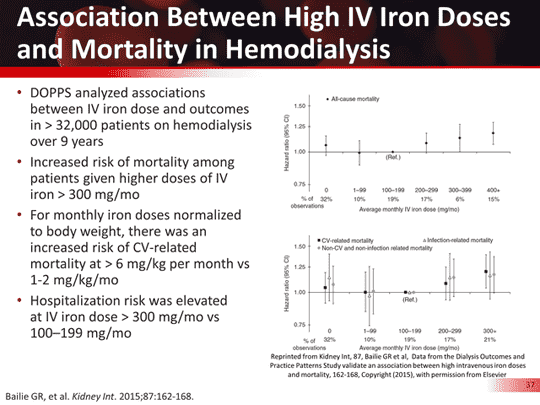 Association Between High IV Iron Doses
and Mortality in Hemodialysis
• DOPPS analyzed associations
between IV iron dose and outcomes
in > 32,000 patients on hemodialysis
over 9 years
• Increased risk of mortality among
patients given higher doses of IV
iron > 300 mg/mo
• For monthly iron doses normalized
to body weight, there was an
increased risk of CV-related
mortality at > 6 mg/kg per month vs
1-2 mg/kg/mo
• Hospitalization risk was elevated
at IV iron dose > 300 mg/mo vs
100–199 mg/mo
All-cause mortality
Hazard ratio (95% CI)
1.50
1.25
1.00
0.75
(Ref.)
0 1–99 100–199 200–299 300–399 400+
% of observations 32% 10% 19% 17% 6% 15%
Average monthly IV iron dose (mg/mo)
CV-related mortality Infection-related mortality
Non-CV and non-infection related mortality
Hazard ratio (95% CI)
1.50
1.25
1.00
0.75
(Ref.)
0 1–99 100–199 200–299 300+
% of observations 32% 10% 19% 17% 21%
Average monthly IV iron dose (mg/mo)
Reprinted from Kidney Int, 87, Bailie GR et al, Data from the Dialysis Outcomes and
Practice Patterns Study validate an association between high intravenous iron doses
and mortality, 162-168, Copyright (2015), with permission from Elsevier
37
Bailie GR, et al. Kidney Int. 2015;87:162-168.